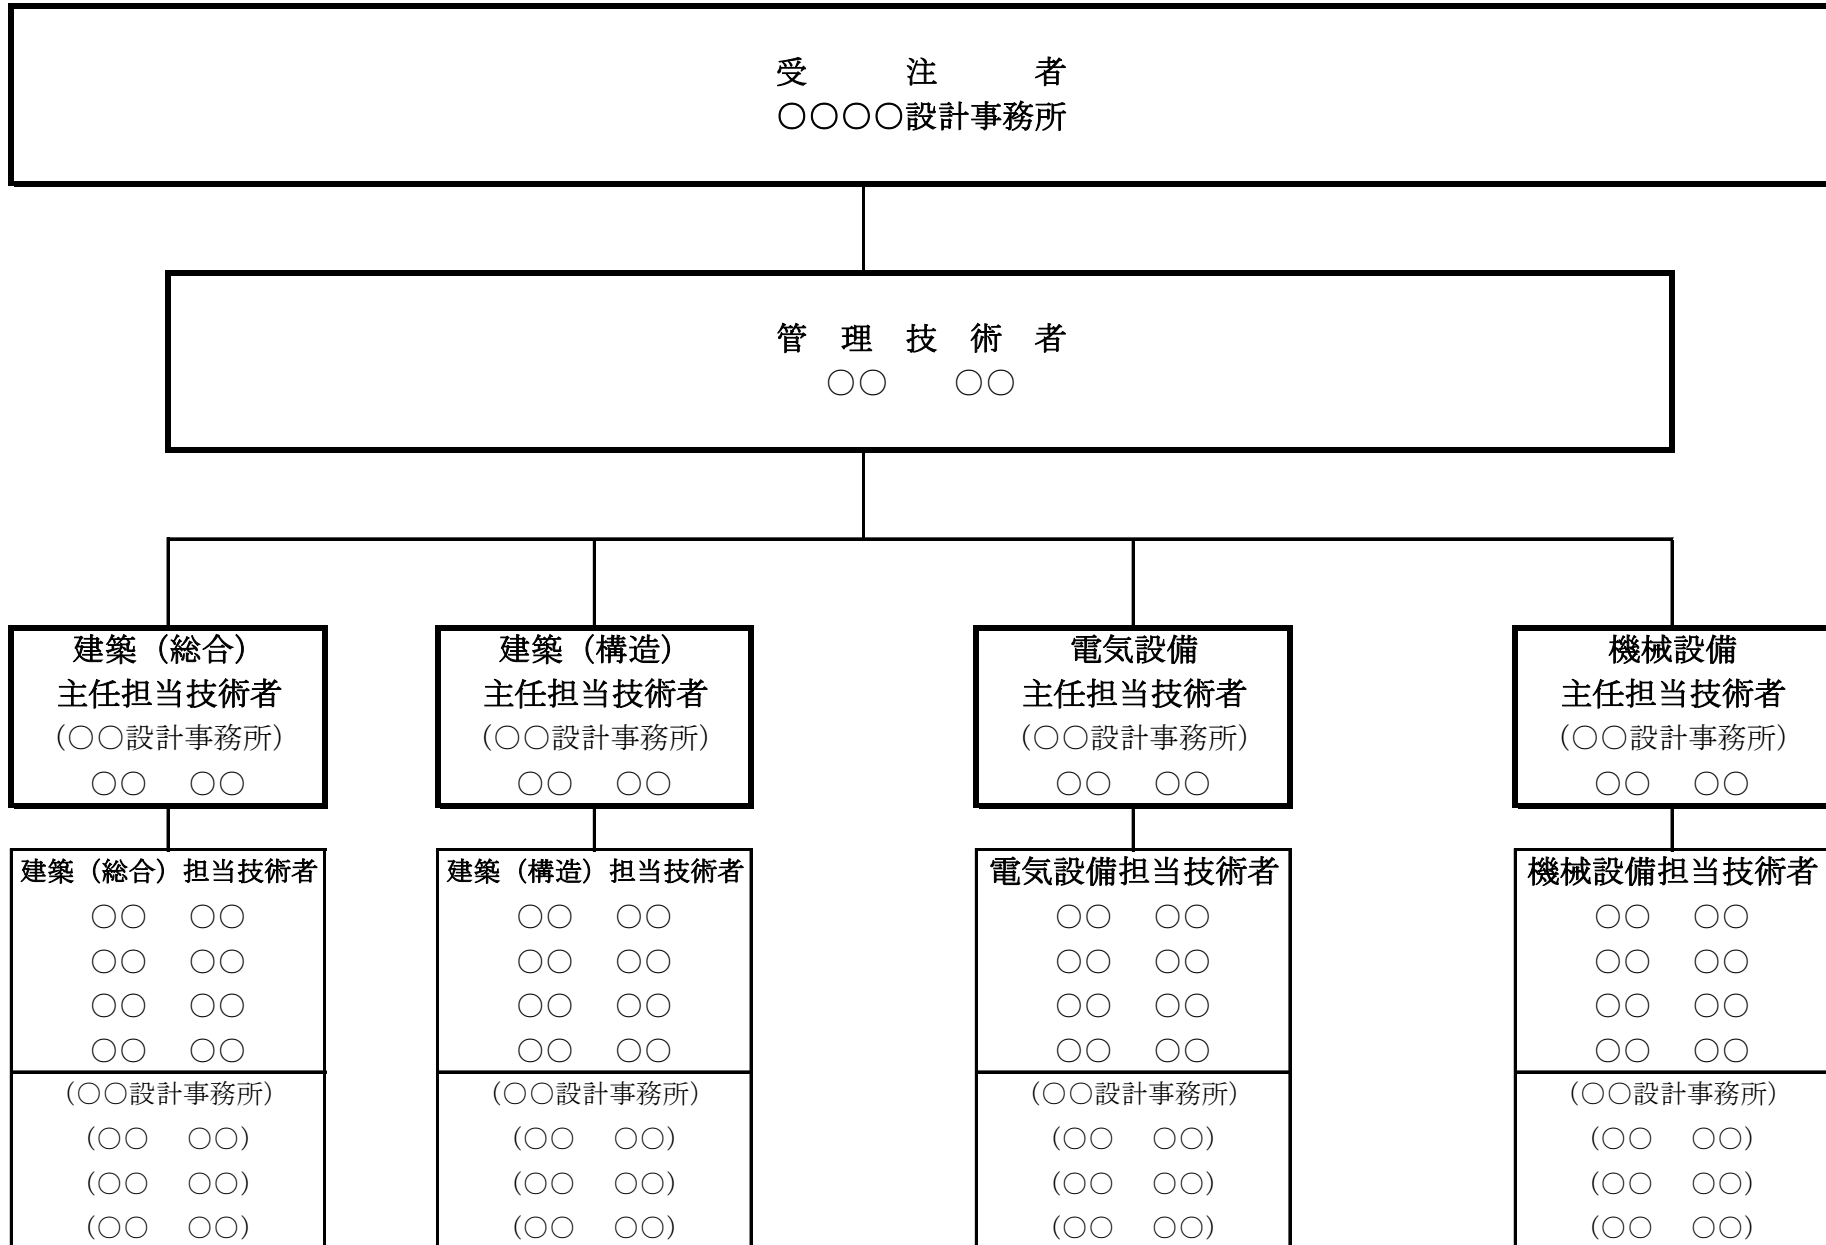 受　　　注　　　者
○○○○設計事務所
管　理　技　術　者
○○　　○○
建築（総合）
主任担当技術者
（○○設計事務所）
○○　○○
建築（構造）
主任担当技術者
（○○設計事務所）
○○　○○
電気設備
主任担当技術者
（○○設計事務所）
○○　○○
機械設備
主任担当技術者
（○○設計事務所）
○○　○○
建築（総合）担当技術者
○○　○○
○○　○○
○○　○○
○○　○○
（○○設計事務所）
（○○　○○）
（○○　○○）
（○○　○○）
建築（構造）担当技術者
○○　○○
○○　○○
○○　○○
○○　○○
（○○設計事務所）
（○○　○○）
（○○　○○）
（○○　○○）
電気設備担当技術者
○○　○○
○○　○○
○○　○○
○○　○○
（○○設計事務所）
（○○　○○）
（○○　○○）
（○○　○○）
機械設備担当技術者
○○　○○
○○　○○
○○　○○
○○　○○
（○○設計事務所）
（○○　○○）
（○○　○○）
（○○　○○）